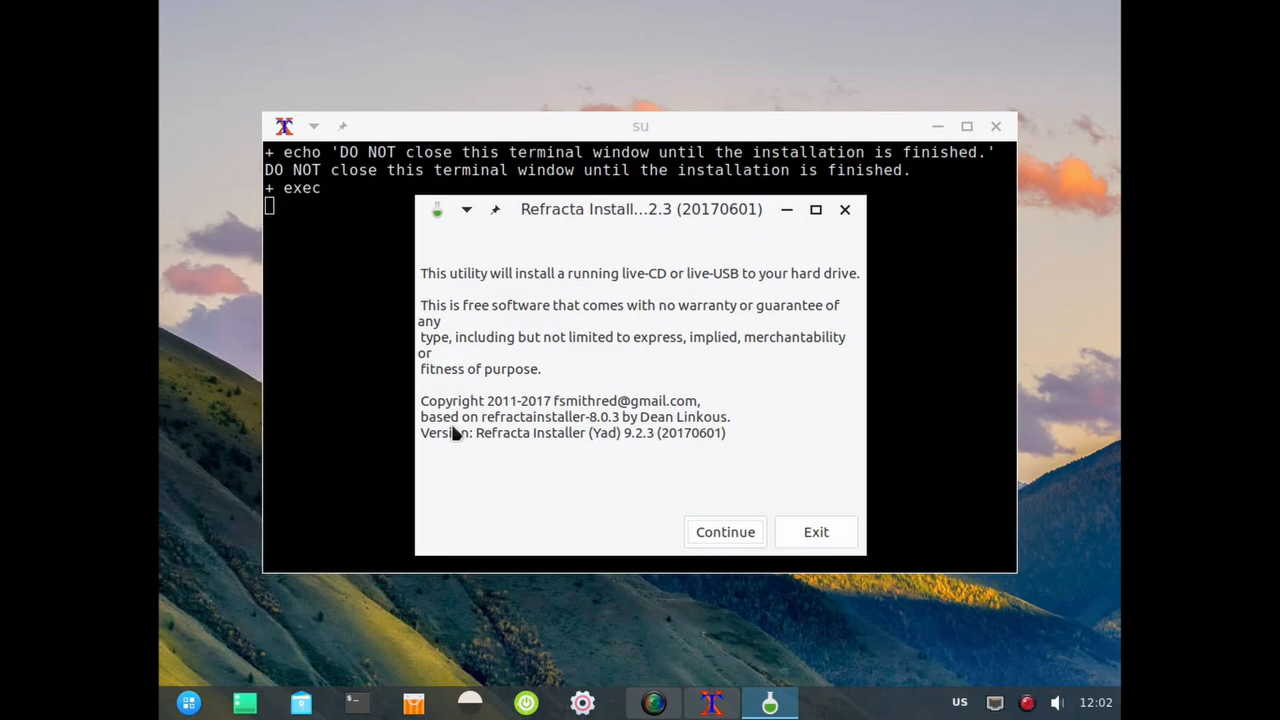 su
+ echo 'DO NOT close this terminal window until the installation is finished.'
DO NOT close this terminal window until the installation is finished.
+ exec
Refracta Install...2.3 (20170601)
This utility will install a running live-CD or live-USB to your hard drive.
This is free software that comes with no warranty or guarantee of
any
type, including but not limited to express, implied, merchantability
or
fitness of purpose.
Copyright 2011-2017 fsmithred@gmail.com,
based on refractainstaller-8.0.3 by Dean Linkous.
Version: Refracta Installer (Yad) 9.2.3 (20170601)
Continue Exit
US 12:02